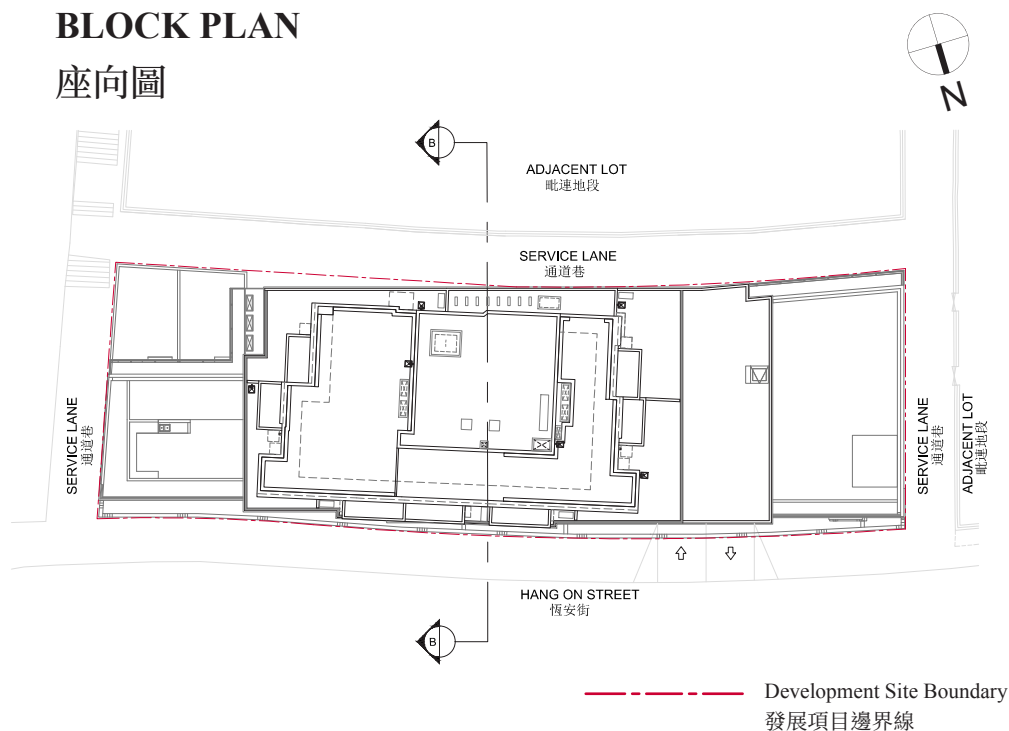 BLOCK PLAN
座向圖
N
B
ADJACENT LOT
毗連地段
SERVICE LANE
通道巷
SERVICE LANE
通道巷
SERVICE LANE
通道巷
ADJACENT LOT
毗連地段
HANG ON STREET
恆安街
B
Development Site Boundary
發展項目邊界線